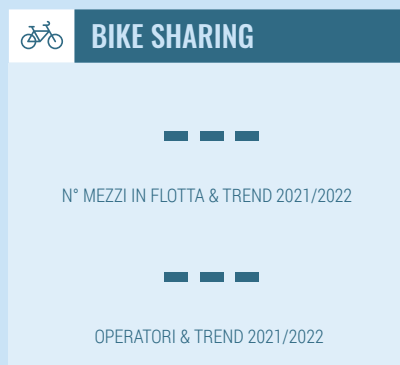 BIKE SHARING
– – –
N° MEZZI IN FLOTTA & TREND 2021/2022
– – –
OPERATORI & TREND 2021/2022